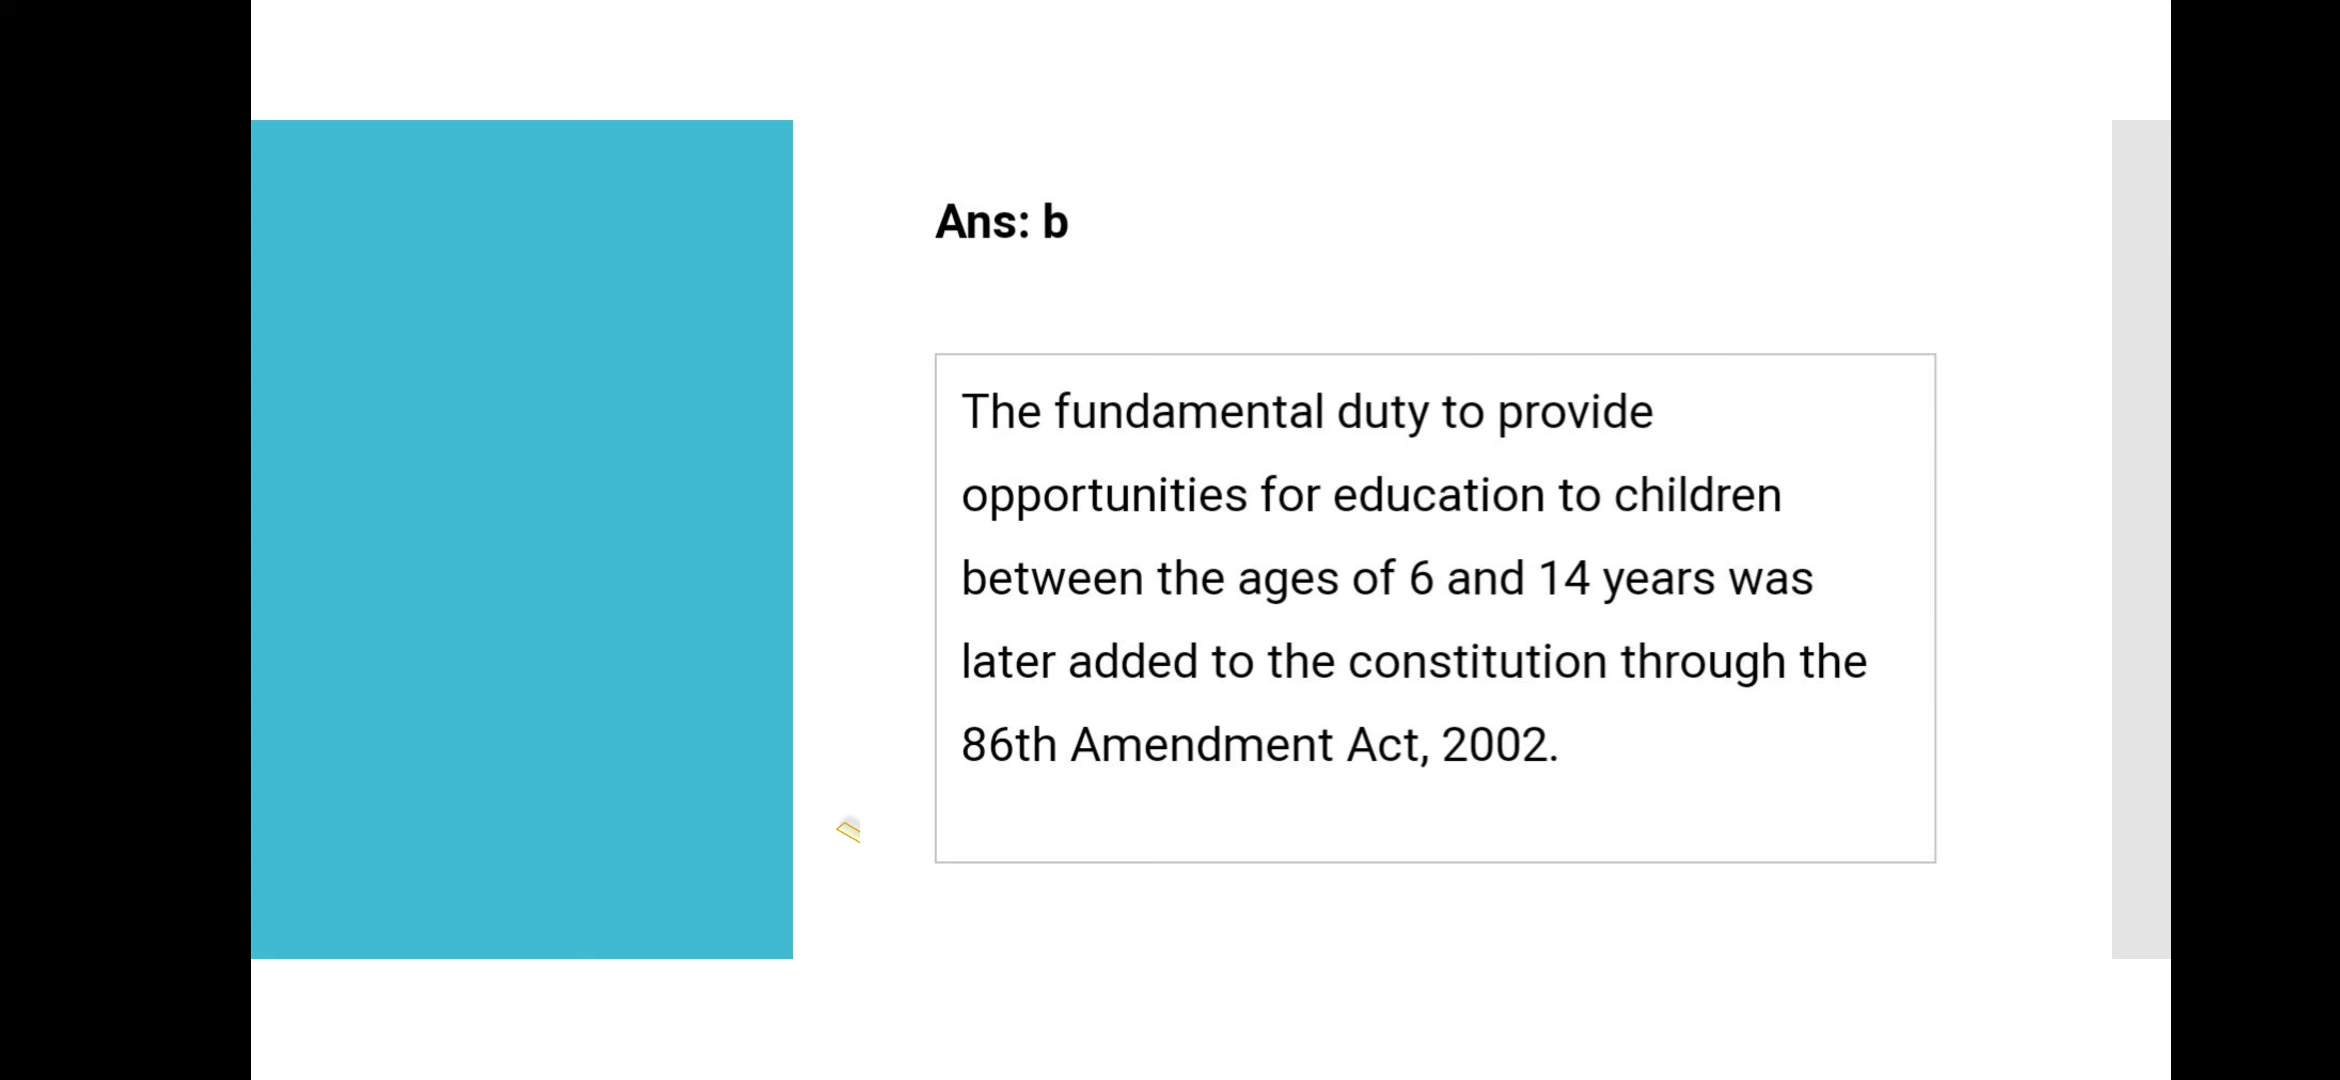 Ans: b
The fundamental duty to provide
opportunities for education to children
between the ages of 6 and 14 years was
later added to the constitution through the
86th Amendment Act, 2002.